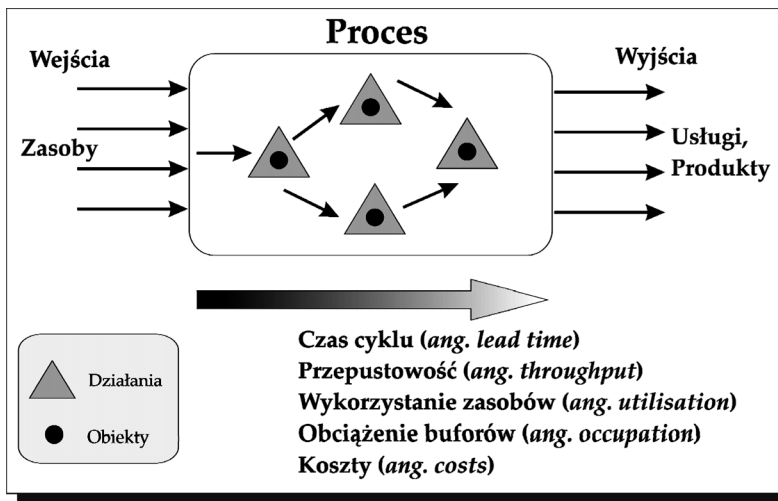 Proces
Wejścia
Wyjścia
Zasoby
Usługi,
Produkty
Czas cyklu (ang. lead time)
Przepustowość (ang. throughput)
Wykorzystanie zasobów (ang. utilisation)
Obciążenie buforów (ang. occupation)
Koszty (ang. costs)
Działania
Obiekty